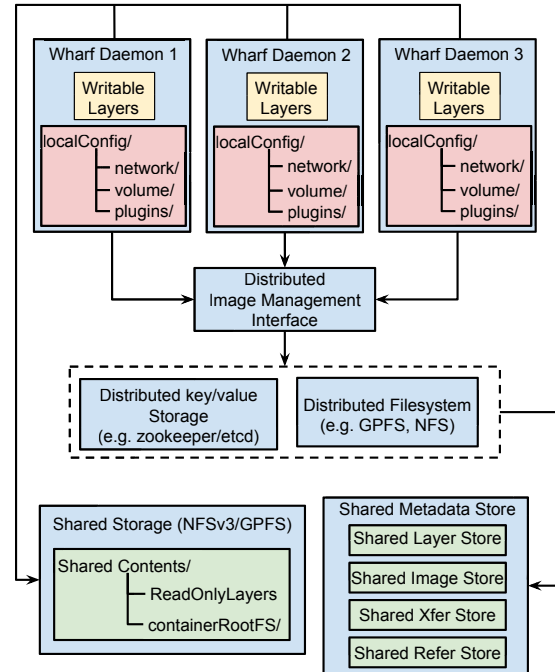 Wharf Daemon 1
Writable
Layers
localConfig/
network/
volume/
plugins/
Wharf Daemon 2
Writable
Layers
localConfig/
network/
volume/
plugins/
Wharf Daemon 3
Writable
Layers
localConfig/
network/
volume/
plugins/
Distributed
Image Management
Interface
Distributed key/value
Storage
(e.g. zookeeper/etcd)
Distributed Filesystem
(e.g. GPFS, NFS)
Shared Storage (NFSv3/GPFS)
Shared Contents/
ReadOnlyLayers
containerRootFS/
Shared Metadata Store
Shared Layer Store
Shared Image Store
Shared Xfer Store
Shared Refer Store